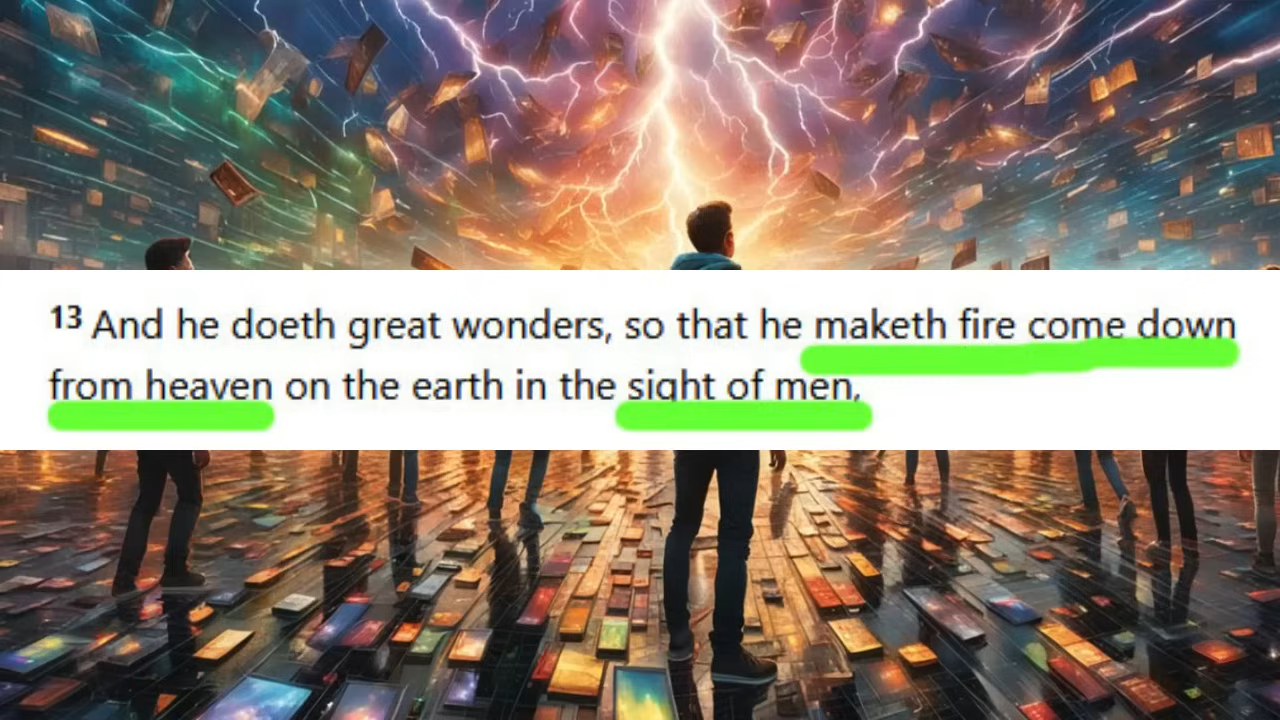 13 And he doeth great wonders, so that he maketh fire come down
from heaven on the earth in the sight of men,